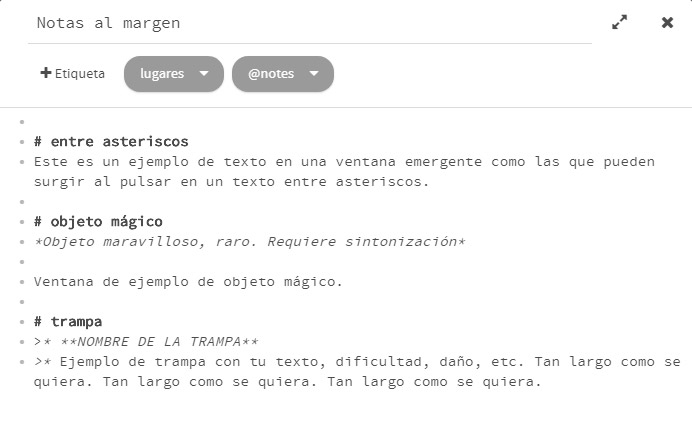 Notas al margen
Etiqueta lugares @notes
# entre asteriscos
Este es un ejemplo de texto en una ventana emergente como las que pueden
surgir al pulsar en un texto entre asteriscos.
# objeto mágico
*Objeto maravilloso, raro. Requiere sintonización*
Ventana de ejemplo de objeto mágico.
# trampa
>* **NOMBRE DE LA TRAMPA**
>* Ejemplo de trampa con tu texto, dificultad, daño, etc. Tan largo como se
quiera. Tan largo como se quiera. Tan largo como se quiera.